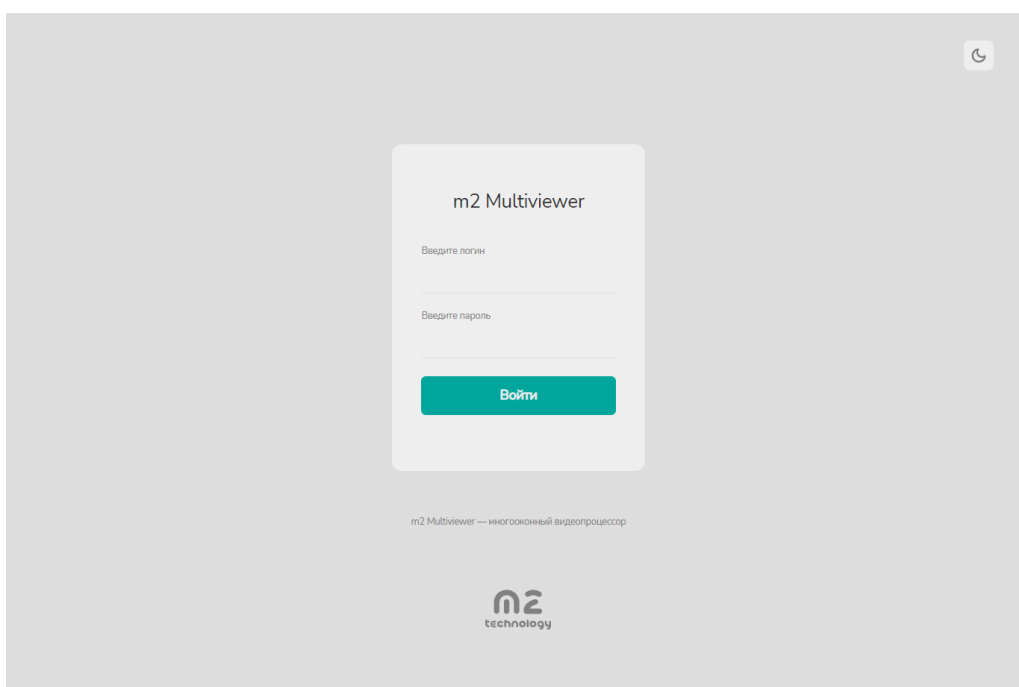 m2 Multiviewer
Введите логин
Введите пароль
Войти
m2 Multiviewer — многооконный видеопроцессор
m2
technology